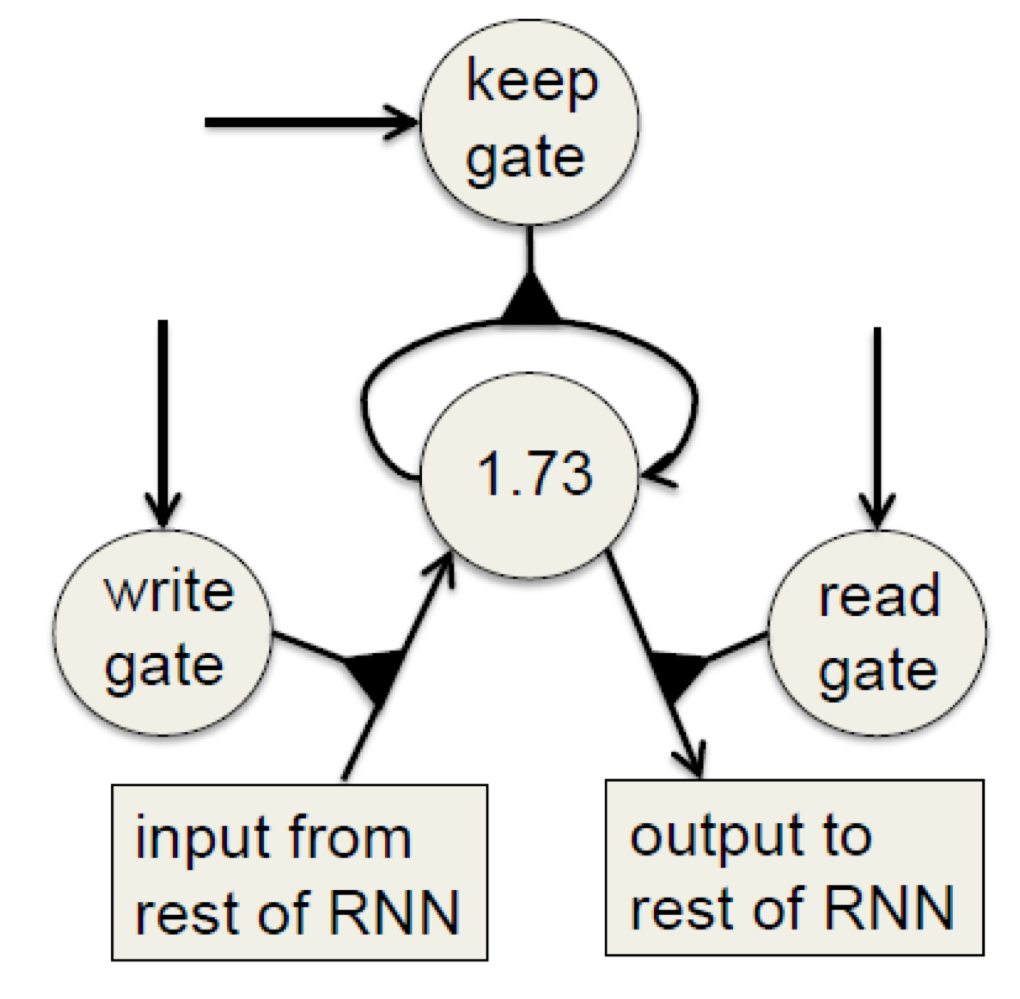 keep
gate
1.73
write
gate
read
gate
input from
rest of RNN
output to
rest of RNN